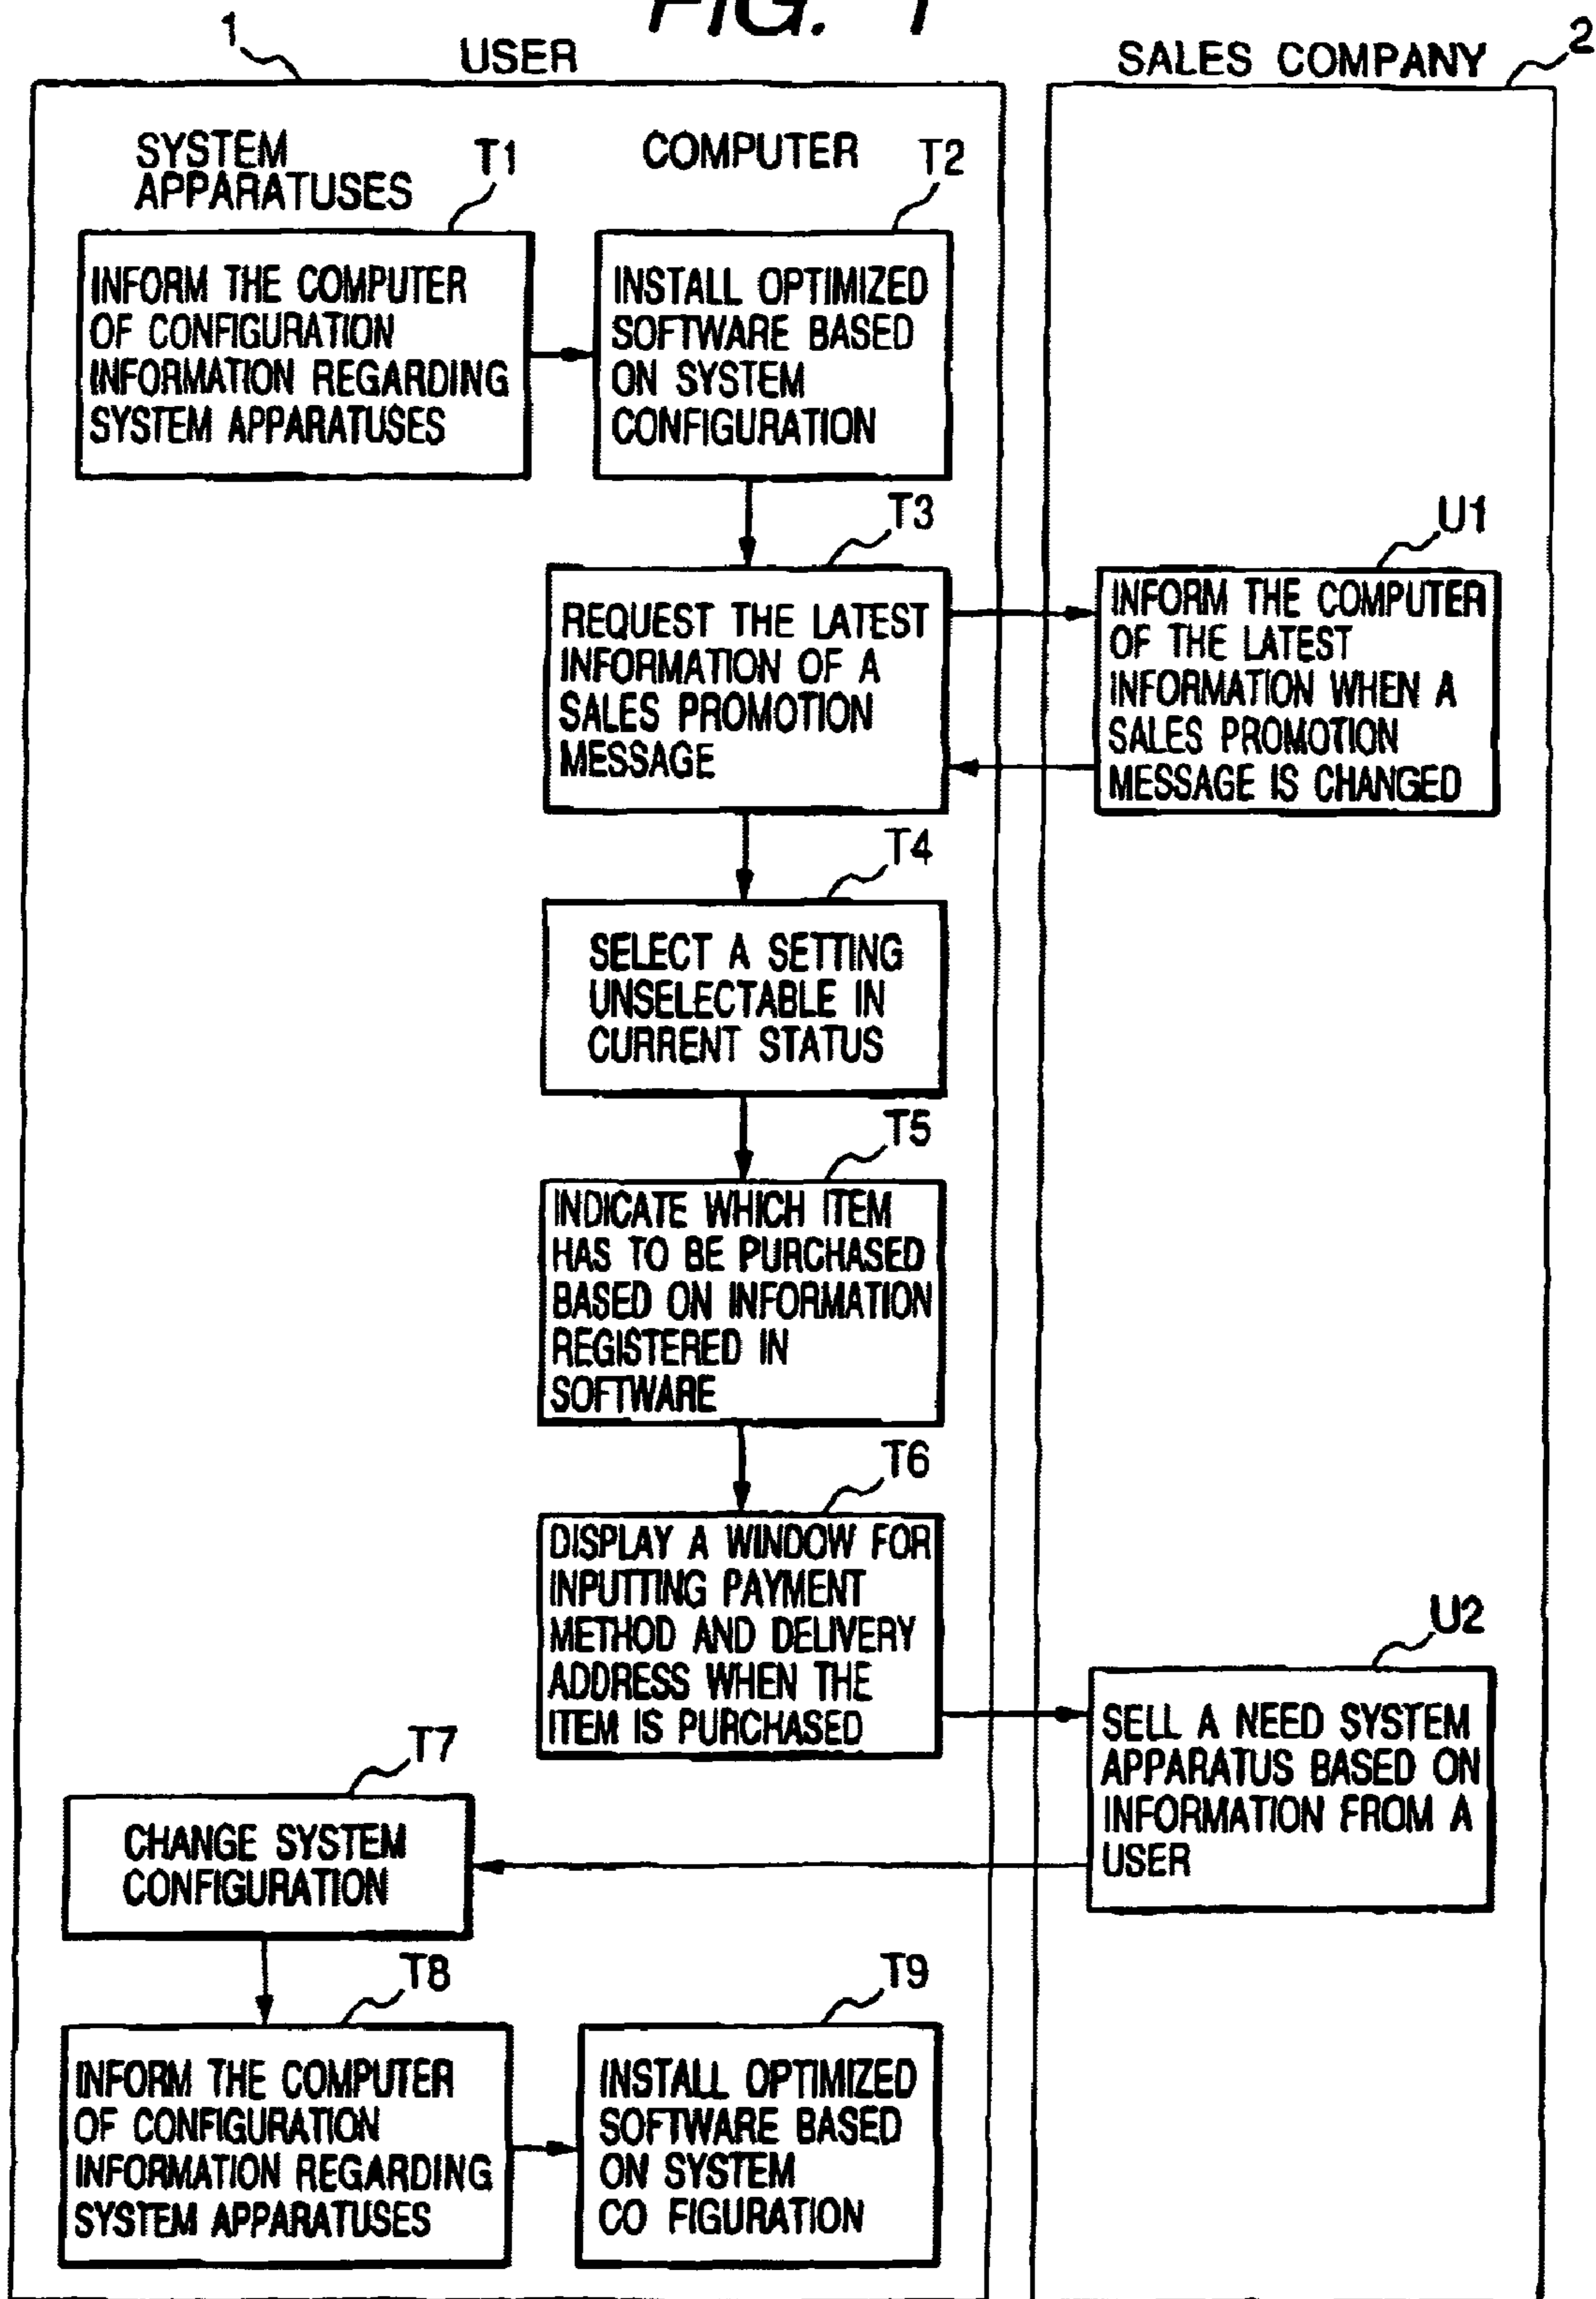 FIG. 1
1
USER
SALES COMPANY
2
SYSTEM
APPARATUSES
T1
COMPUTER
T2
INFORM THE COMPUTER
OF CONFIGURATION
INFORMATION REGARDING
SYSTEM APPARATUSES
INSTALL OPTIMIZED
SOFTWARE BASED
ON SYSTEM
CONFIGURATION
T3
REQUEST THE LATEST
INFORMATION OF A
SALES PROMOTION
MESSAGE
U1
INFORM THE COMPUTER
OF THE LATEST
INFORMATION WHEN A
SALES PROMOTION
MESSAGE IS CHANGED
T4
SELECT A SETTING
UNSELECTABLE IN
CURRENT STATUS
T5
INDICATE WHICH ITEM
HAS TO BE PURCHASED
BASED ON INFORMATION
REGISTERED IN
SOFTWARE
T6
DISPLAY A WINDOW FOR
INPUTTING PAYMENT
METHOD AND DELIVERY
ADDRESS WHEN THE
ITEM IS PURCHASED
U2
SELL A NEED SYSTEM
APPARATUS BASED ON
INFORMATION FROM A
USER
T7
CHANGE SYSTEM
CONFIGURATION
T8
INFORM THE COMPUTER
OF CONFIGURATION
INFORMATION REGARDING
SYSTEM APPARATUSES
T9
INSTALL OPTIMIZED
SOFTWARE BASED
ON SYSTEM
CO FIGURATION